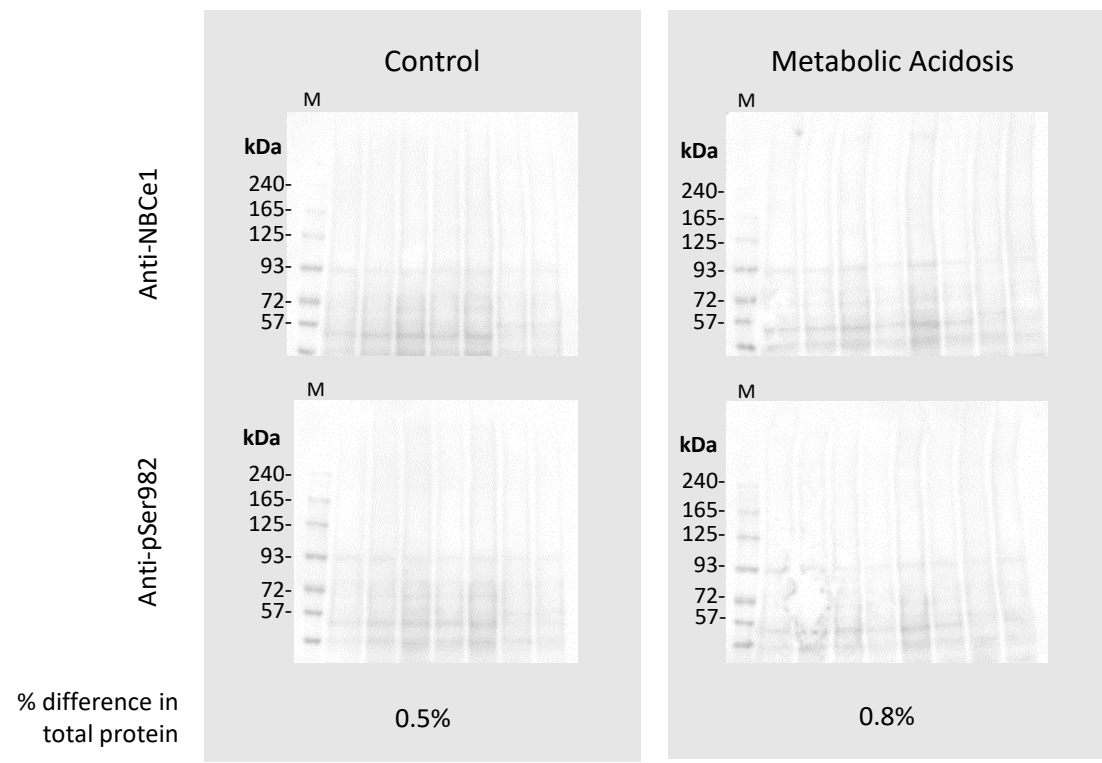 Control
Metabolic Acidosis
Anti-NBCe1
M
kDa
240-
165-
125-
93-
72-
57-
M
kDa
240-
165-
125-
93-
72-
57-
Anti-pSer982
M
kDa
240-
165-
125-
93-
72-
57-
M
kDa
240-
165-
125-
93-
72-
57-
% difference in
total protein
0.5%
0.8%